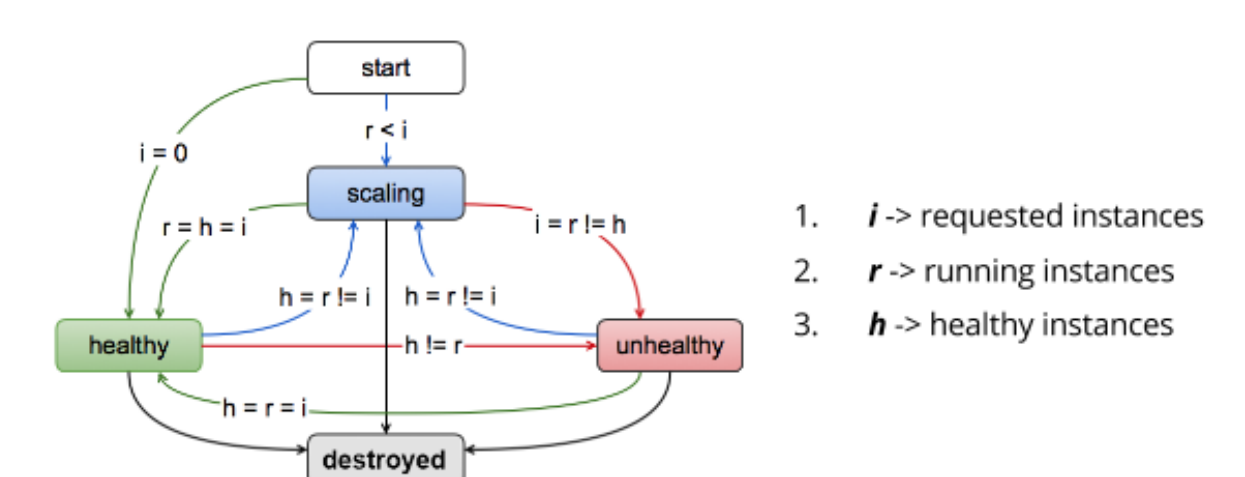 start
r < i
i = 0
scaling
r = h = i
i = r != h
h = r != i
h = r != i
healthy
h != r
unhealthy
h = r = i
destroyed
1. i -> requested instances
2. r -> running instances
3. h -> healthy instances